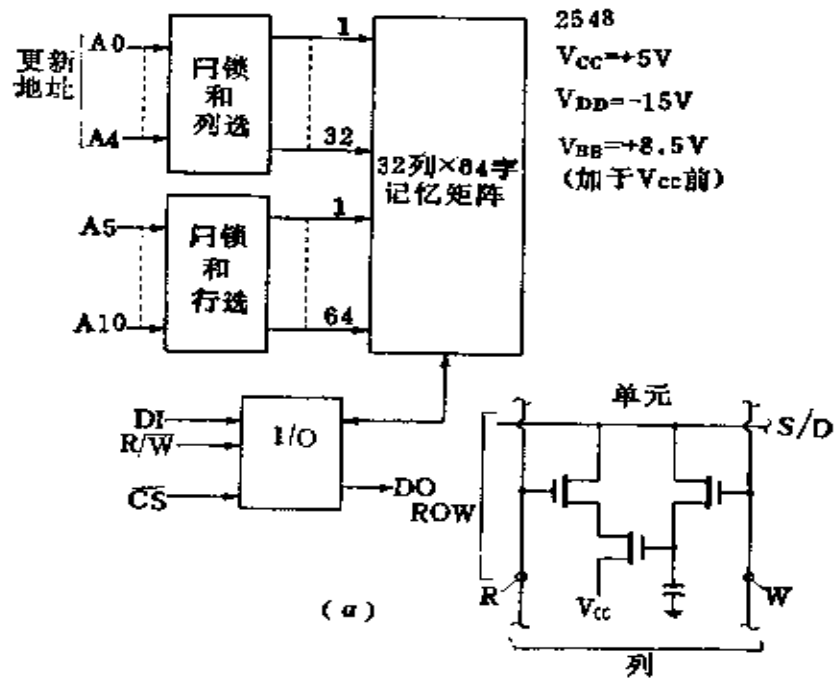 更新
地址
A0
A4
闩锁
和
列选
1
32
A5
A10
闩锁
和
行选
1
64
32列×64字
记忆矩阵
2548
VCC=+5V
VDD=-15V
VBB=+8.5V
(加于VCC前)
DI
R/W̅
C̅S̅
I/O
DO
单元
S/D
ROW
R
VCC
W
列
(a)